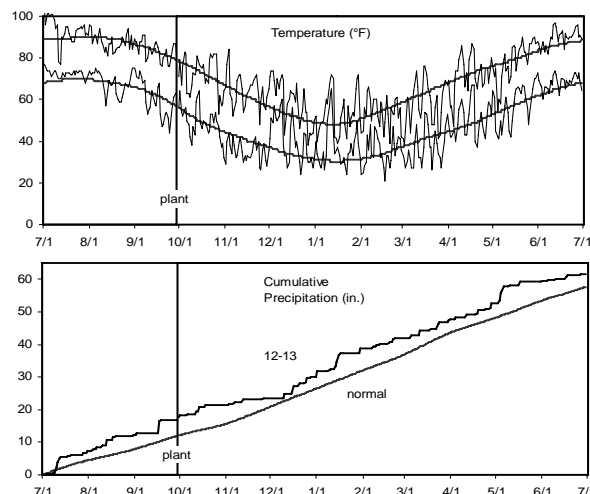 100
Temperature (°F)
80
60
40
20
plant
0
7/1 8/1 9/1 10/1 11/1 12/1 1/1 2/1 3/1 4/1 5/1 6/1 7/1
60
Cumulative
Precipitation (in.)
50
40
12-13
30
normal
20
10
plant
0
7/1 8/1 9/1 10/1 11/1 12/1 1/1 2/1 3/1 4/1 5/1 6/1 7/